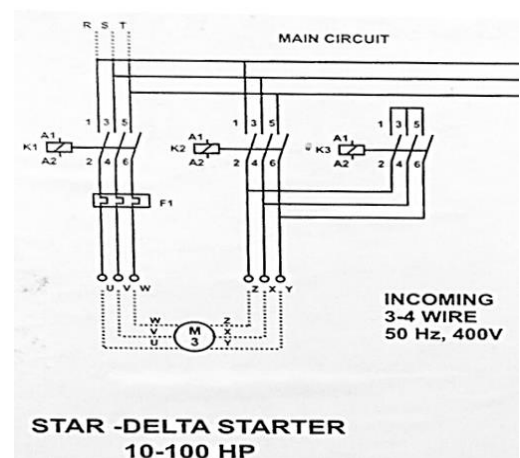 R S T
MAIN CIRCUIT
1 3 5
1 3 5
1 3 5
A1
K1
A2
2 4 6
A1
K2
A2
2 4 6
A1
K3
A2
2 4 6
F1
U V W
Z X Y
W
V
U
M
3
Z
X
Y
INCOMING
3-4 WIRE
50 Hz, 400V
STAR -DELTA STARTER
10-100 HP